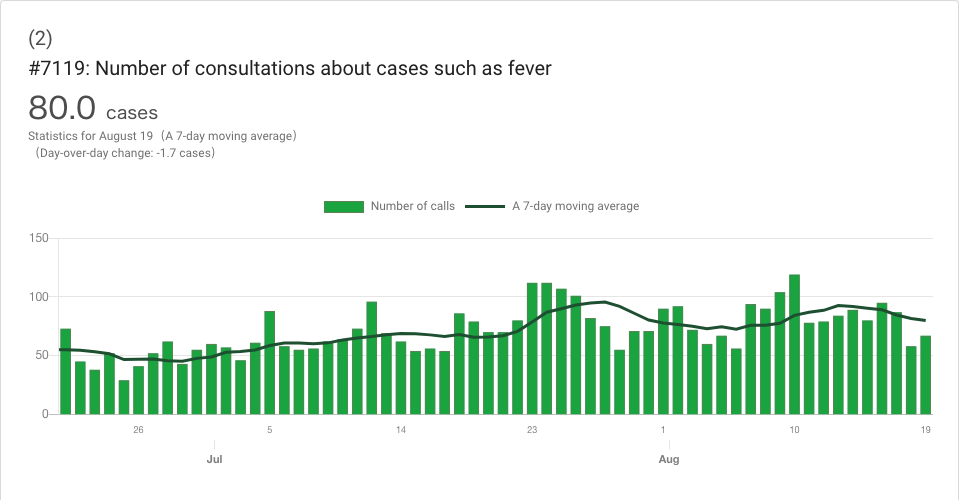 (2)
#7119: Number of consultations about cases such as fever
80.0 cases
Statistics for August 19 (A 7-day moving average)
(Day-over-day change: -1.7 cases)
Number of calls A 7-day moving average
150
100
50
0
26 5 14 23 1 10 19
Jul Aug